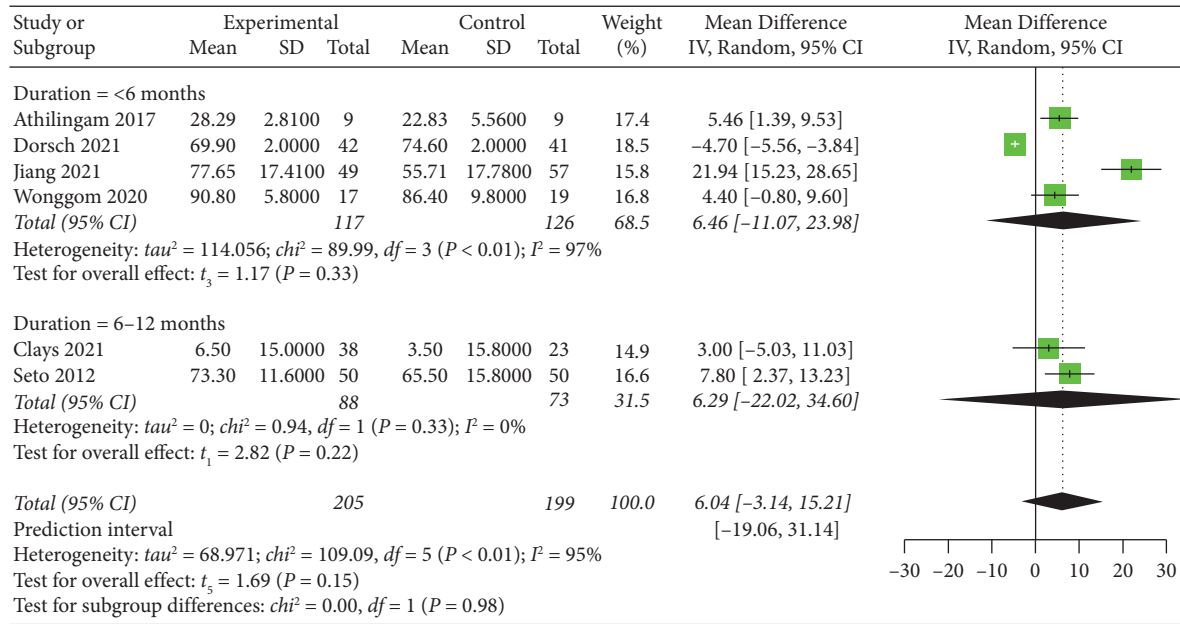 Study or Subgroup Experimental Control Weight (%) Mean Difference IV, Random, 95% CI Mean Difference IV, Random, 95% CI
Mean SD Total Mean SD Total
Duration = <6 months
Athilingam 2017 28.29 2.8100 9 22.83 5.5600 9 17.4 5.46 [1.39, 9.53]
Dorsch 2021 69.90 2.0000 42 74.60 2.0000 41 18.5 −4.70 [−5.56, −3.84]
Jiang 2021 77.65 17.4100 49 55.71 17.7800 57 15.8 21.94 [15.23, 28.65]
Wonggom 2020 90.80 5.8000 17 86.40 9.8000 19 16.8 4.40 [−0.80, 9.60]
Total (95% CI) 117 126 68.5 6.46 [−11.07, 23.98]
Heterogeneity: tau² = 114.056; chi² = 89.99, df = 3 (P < 0.01); I² = 97%
Test for overall effect: t₃ = 1.17 (P = 0.33)
Duration = 6–12 months
Clays 2021 6.50 15.0000 38 3.50 15.8000 23 14.9 3.00 [−5.03, 11.03]
Seto 2012 73.30 11.6000 50 65.50 15.8000 50 16.6 7.80 [ 2.37, 13.23]
Total (95% CI) 88 73 31.5 6.29 [−22.02, 34.60]
Heterogeneity: tau² = 0; chi² = 0.94, df = 1 (P = 0.33); I² = 0%
Test for overall effect: t₁ = 2.82 (P = 0.22)
Total (95% CI) 205 199 100.0 6.04 [−3.14, 15.21]
Prediction interval [−19.06, 31.14]
Heterogeneity: tau² = 68.971; chi² = 109.09, df = 5 (P < 0.01); I² = 95%
Test for overall effect: t₅ = 1.69 (P = 0.15)
Test for subgroup differences: chi² = 0.00, df = 1 (P = 0.98)
−30 −20 −10 0 10 20 30